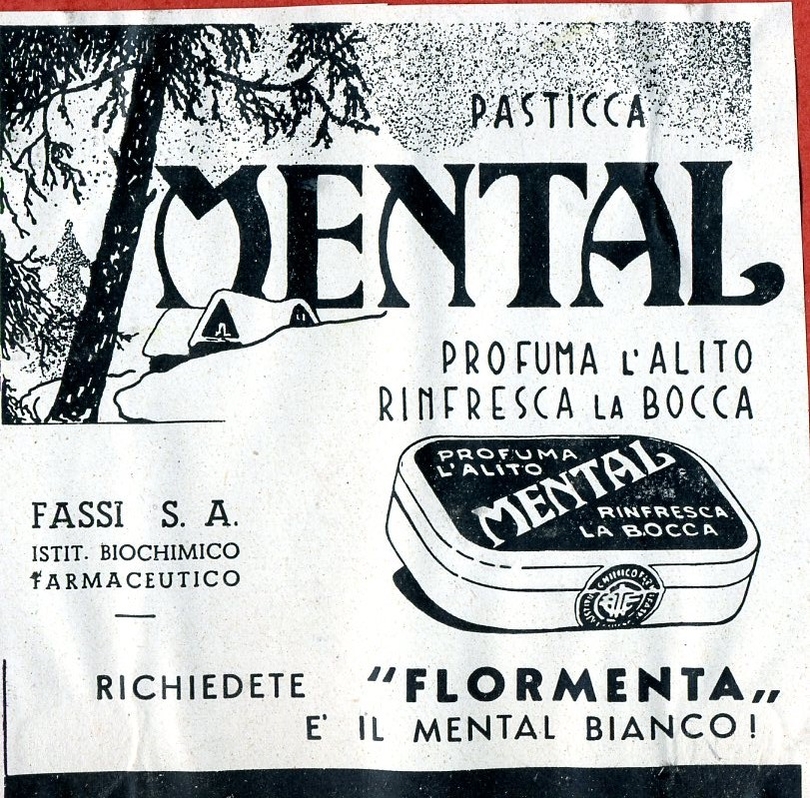 PASTICCA
MENTAL
PROFUMA L'ALITO
RINFRESCA LA BOCCA
PROFUMA
L'ALITO
MENTAL
RINFRESCA
LA BOCCA
FASSI S. A.
ISTIT. BIOCHIMICO
FARMACEUTICO
RICHIEDETE "FLORMENTA„
E' IL MENTAL BIANCO!